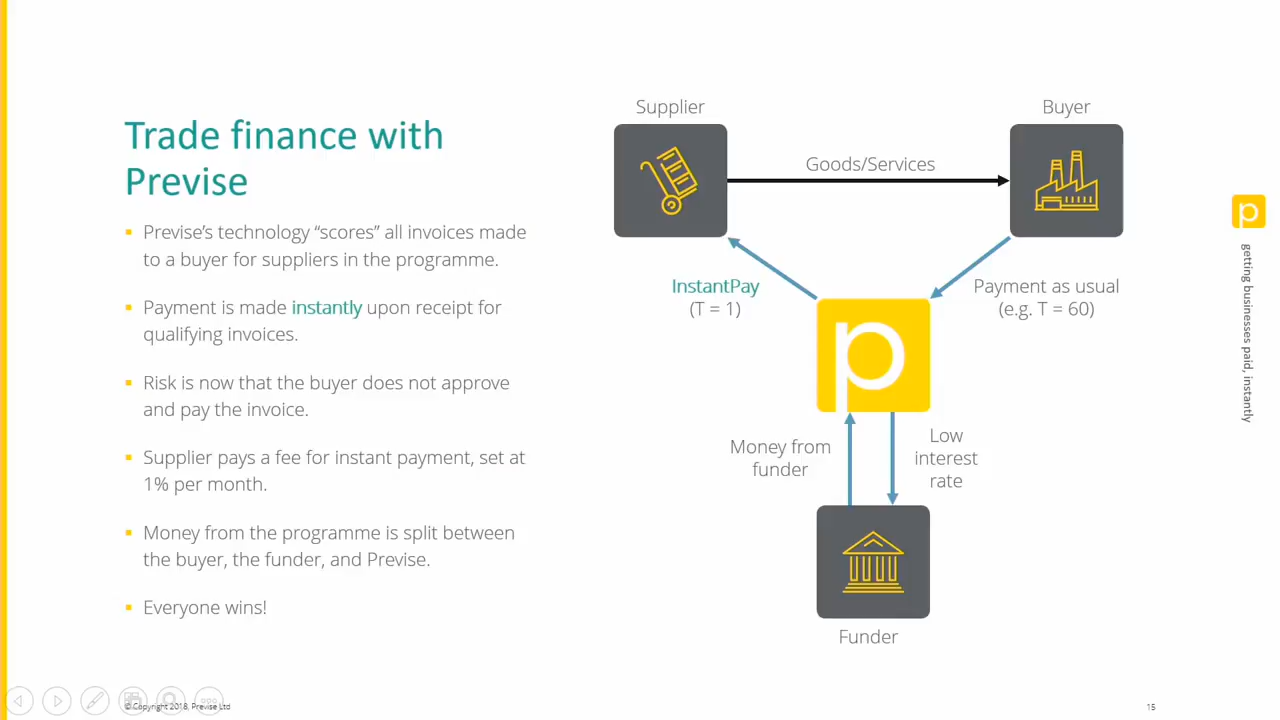 Trade finance with
Previse
Previse's technology “scores” all invoices made
to a buyer for suppliers in the programme.
Payment is made instantly upon receipt for
qualifying invoices.
Risk is now that the buyer does not approve
and pay the invoice.
Supplier pays a fee for instant payment, set at
1% per month.
Money from the programme is split between
the buyer, the funder, and Previse.
Everyone wins!
Supplier
Buyer
Goods/Services
InstantPay
(T = 1)
Payment as usual
(e.g. T = 60)
p
Money from
funder
Low
interest
rate
Funder
p
getting businesses paid, instantly
© Copyright 2018, Previse Ltd
15